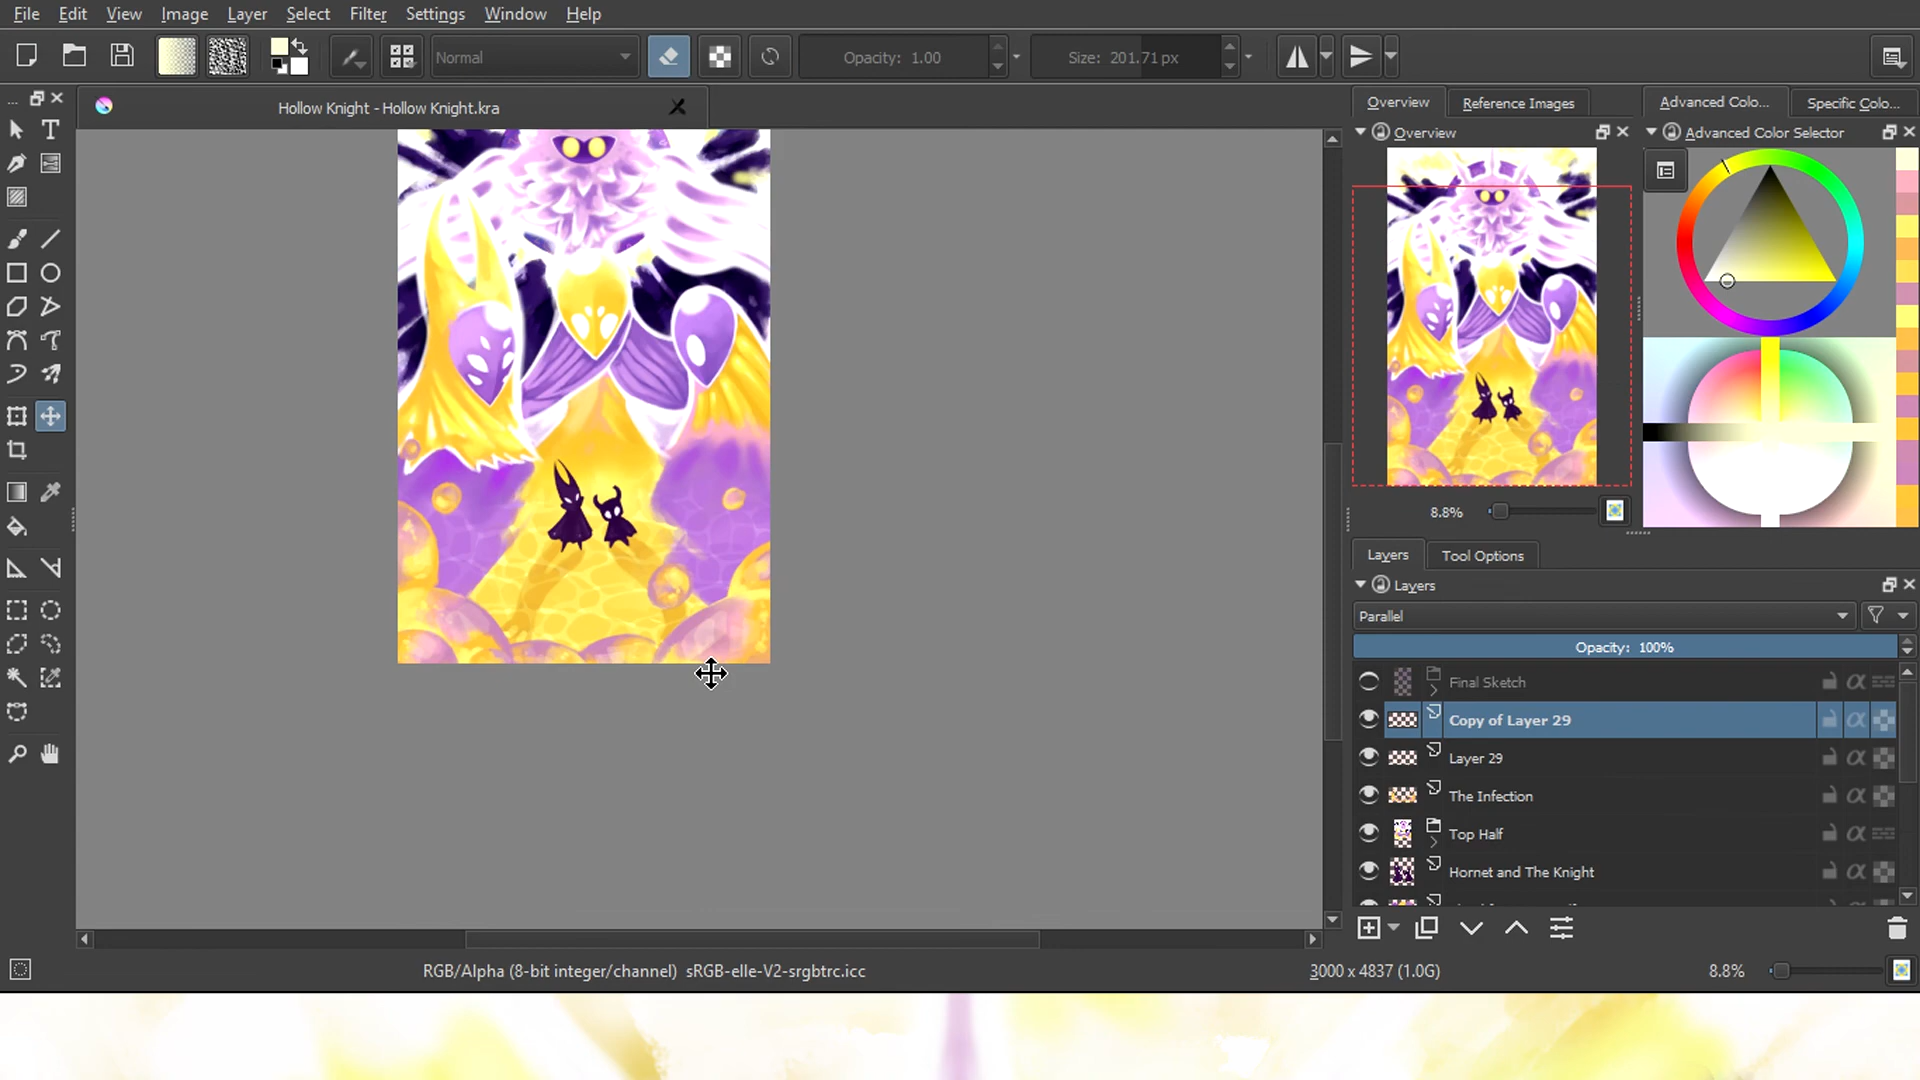 File Edit View Image Layer Select Filter Settings Window Help
Normal
Opacity: 1.00
Size: 201.71 px
... Hollow Knight - Hollow Knight.kra
Overview
Reference Images
Advanced Colo...
Specific Colo...
Overview
Advanced Color Selector
8.8%
Layers
Tool Options
Layers
Parallel
Opacity: 100%
Final Sketch
Copy of Layer 29
Layer 29
The Infection
Top Half
Hornet and The Knight
RGB/Alpha (8-bit integer/channel) sRGB-elle-V2-srgbtrc.icc
3000 x 4837 (1.0G)
8.8%